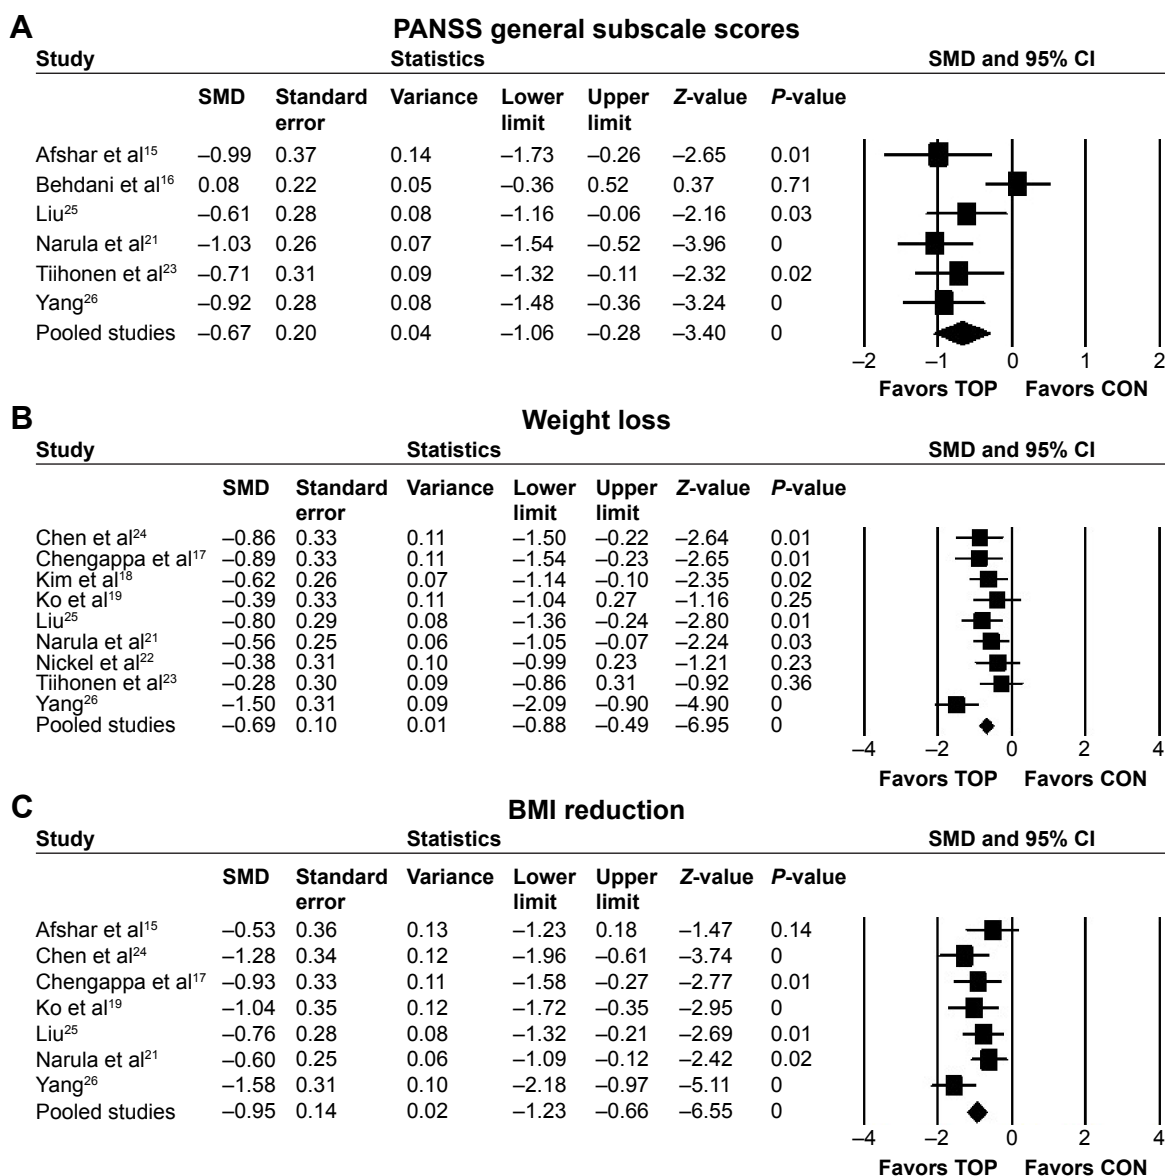 A PANSS general subscale scores
Study Statistics SMD and 95% CI
SMD Standard error Variance Lower limit Upper limit Z-value P-value
Afshar et al15 –0.99 0.37 0.14 –1.73 –0.26 –2.65 0.01
Behdani et al16 0.08 0.22 0.05 –0.36 0.52 0.37 0.71
Liu25 –0.61 0.28 0.08 –1.16 –0.06 –2.16 0.03
Narula et al21 –1.03 0.26 0.07 –1.54 –0.52 –3.96 0
Tiihonen et al23 –0.71 0.31 0.09 –1.32 –0.11 –2.32 0.02
Yang26 –0.92 0.28 0.08 –1.48 –0.36 –3.24 0
Pooled studies –0.67 0.20 0.04 –1.06 –0.28 –3.40 0
–2 –1 0 1 2
Favors TOP Favors CON
B Weight loss
Study Statistics SMD and 95% CI
SMD Standard error Variance Lower limit Upper limit Z-value P-value
Chen et al24 –0.86 0.33 0.11 –1.50 –0.22 –2.64 0.01
Chengappa et al17 –0.89 0.33 0.11 –1.54 –0.23 –2.65 0.01
Kim et al18 –0.62 0.26 0.07 –1.14 –0.10 –2.35 0.02
Ko et al19 –0.39 0.33 0.11 –1.04 0.27 –1.16 0.25
Liu25 –0.80 0.29 0.08 –1.36 –0.24 –2.80 0.01
Narula et al21 –0.56 0.25 0.06 –1.05 –0.07 –2.24 0.03
Nickel et al22 –0.38 0.31 0.10 –0.99 0.23 –1.21 0.23
Tiihonen et al23 –0.28 0.30 0.09 –0.86 0.31 –0.92 0.36
Yang26 –1.50 0.31 0.09 –2.09 –0.90 –4.90 0
Pooled studies –0.69 0.10 0.01 –0.88 –0.49 –6.95 0
–4 –2 0 2 4
Favors TOP Favors CON
C BMI reduction
Study Statistics SMD and 95% CI
SMD Standard error Variance Lower limit Upper limit Z-value P-value
Afshar et al15 –0.53 0.36 0.13 –1.23 0.18 –1.47 0.14
Chen et al24 –1.28 0.34 0.12 –1.96 –0.61 –3.74 0
Chengappa et al17 –0.93 0.33 0.11 –1.58 –0.27 –2.77 0.01
Ko et al19 –1.04 0.35 0.12 –1.72 –0.35 –2.95 0
Liu25 –0.76 0.28 0.08 –1.32 –0.21 –2.69 0.01
Narula et al21 –0.60 0.25 0.06 –1.09 –0.12 –2.42 0.02
Yang26 –1.58 0.31 0.10 –2.18 –0.97 –5.11 0
Pooled studies –0.95 0.14 0.02 –1.23 –0.66 –6.55 0
–4 –2 0 2 4
Favors TOP Favors CON